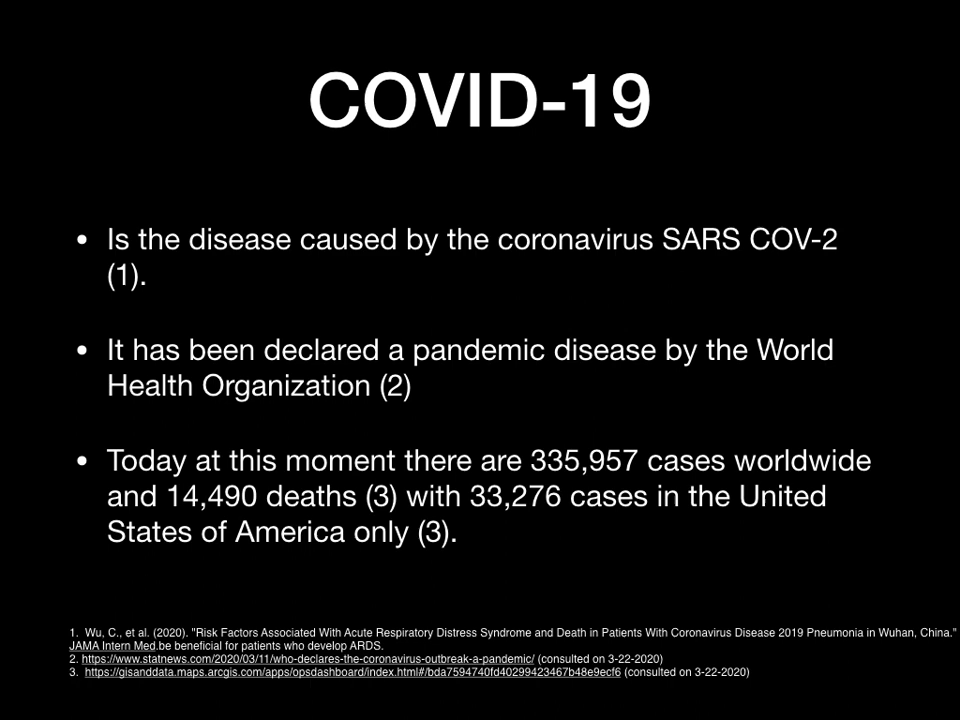 COVID-19
• Is the disease caused by the coronavirus SARS COV-2
(1).
• It has been declared a pandemic disease by the World
Health Organization (2)
• Today at this moment there are 335,957 cases worldwide
and 14,490 deaths (3) with 33,276 cases in the United
States of America only (3).
1. Wu, C., et al. (2020). "Risk Factors Associated With Acute Respiratory Distress Syndrome and Death in Patients With Coronavirus Disease 2019 Pneumonia in Wuhan, China."
JAMA Intern Med.be beneficial for patients who develop ARDS.
2. https://www.statnews.com/2020/03/11/who-declares-the-coronavirus-outbreak-a-pandemic/ (consulted on 3-22-2020)
3. https://gisanddata.maps.arcgis.com/apps/opsdashboard/index.html#/bda7594740fd40299423467b48e9ecf6 (consulted on 3-22-2020)